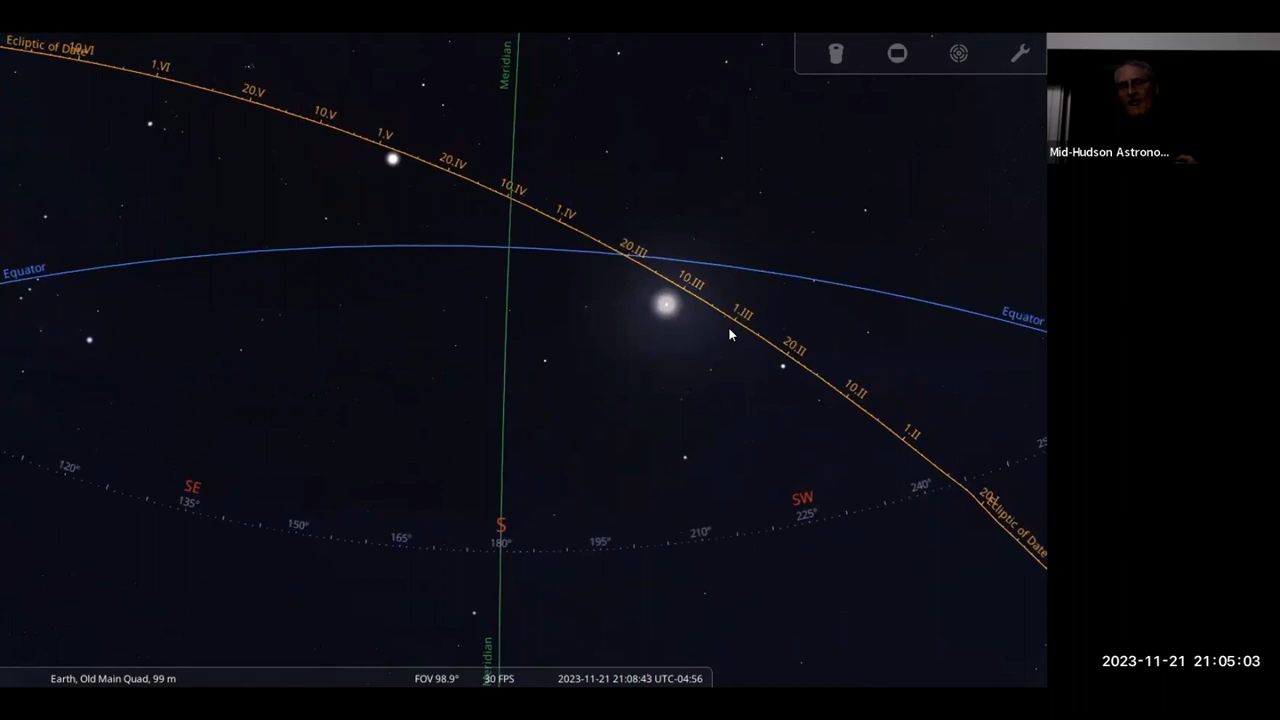 Ecliptic of Date
1.VI
20.V
10.V
1.V
20.IV
10.IV
1.IV
20.III
10.III
1.III
20.II
10.II
1.II
Ecliptic of Date
Meridian
Equator
Equator
120°
SE
135°
150°
165°
S
180°
195°
210°
SW
225°
240°
Meridian
Earth, Old Main Quad, 99 m
FOV 98.9°
30 FPS
2023-11-21 21:08:43 UTC-04:56
Mid-Hudson Astrono...
2023-11-21 21:05:03